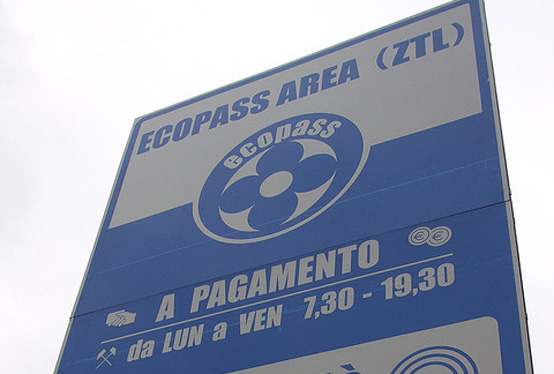 ECOPASS AREA (ZTL)
ecopass
A PAGAMENTO
da LUN a VEN 7,30 - 19,30